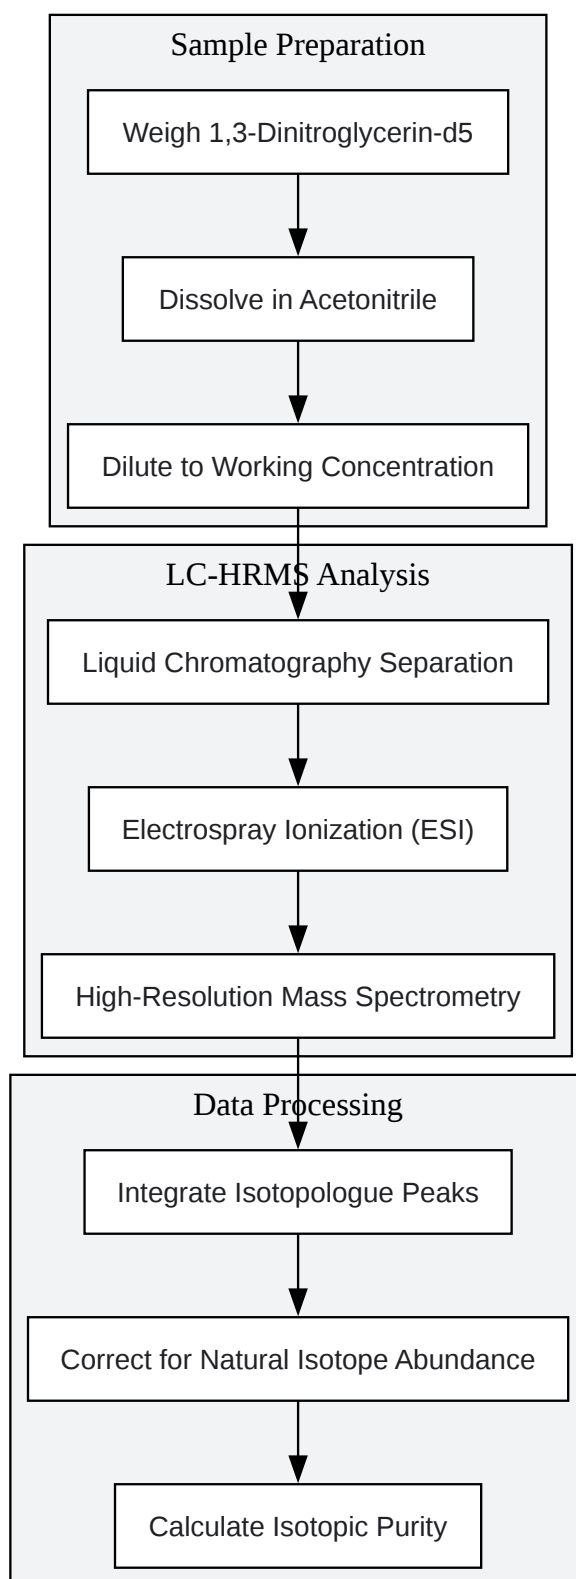 Sample Preparation
Weigh 1,3-Dinitroglycerin-d5
Dissolve in Acetonitrile
Dilute to Working Concentration
LC-HRMS Analysis
Liquid Chromatography Separation
Electrospray Ionization (ESI)
High-Resolution Mass Spectrometry
Data Processing
Integrate Isotopologue Peaks
Correct for Natural Isotope Abundance
Calculate Isotopic Purity